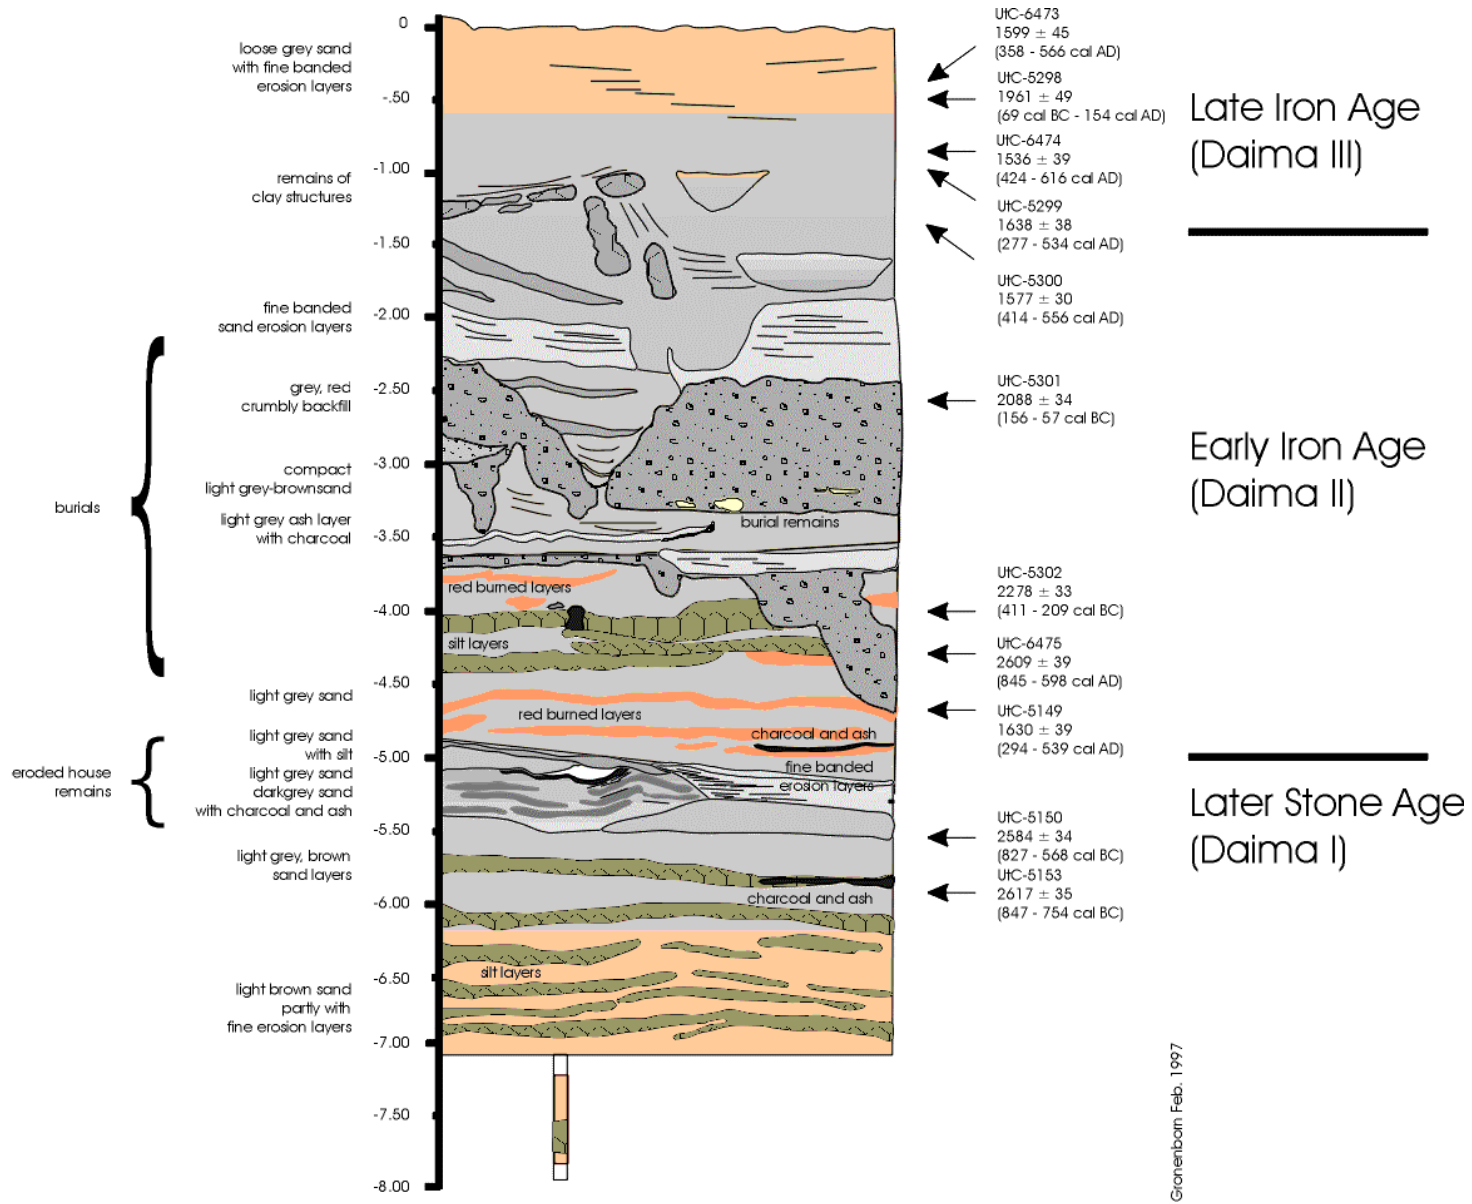 0
-.50
-1.00
-1.50
-2.00
-2.50
-3.00
-3.50
-4.00
-4.50
-5.00
-5.50
-6.00
-6.50
-7.00
-7.50
-8.00
loose grey sand
with fine banded
erosion layers
remains of
clay structures
fine banded
sand erosion layers
grey, red
crumbly backfill
compact
light grey-brownsand
light grey ash layer
with charcoal
burials
light grey sand
light grey sand
with silt
light grey sand
darkgrey sand
with charcoal and ash
eroded house
remains
light grey, brown
sand layers
light brown sand
partly with
fine erosion layers
burial remains
red burned layers
silt layers
red burned layers
charcoal and ash
fine banded
erosion layers
charcoal and ash
silt layers
UtC-6473
1599 ± 45
(358 - 566 cal AD)
UtC-5298
1961 ± 49
(69 cal BC - 154 cal AD)
UtC-6474
1536 ± 39
(424 - 616 cal AD)
UtC-5299
1638 ± 38
(277 - 534 cal AD)
UtC-5300
1577 ± 30
(414 - 556 cal AD)
UtC-5301
2088 ± 34
(156 - 57 cal BC)
UtC-5302
2278 ± 33
(411 - 209 cal BC)
UtC-6475
2609 ± 39
(845 - 598 cal AD)
UtC-5149
1630 ± 39
(294 - 539 cal AD)
UtC-5150
2584 ± 34
(827 - 568 cal BC)
UtC-5153
2617 ± 35
(847 - 754 cal BC)
Late Iron Age
(Daima III)
Early Iron Age
(Daima II)
Later Stone Age
(Daima I)
Gronenborn Feb. 1997